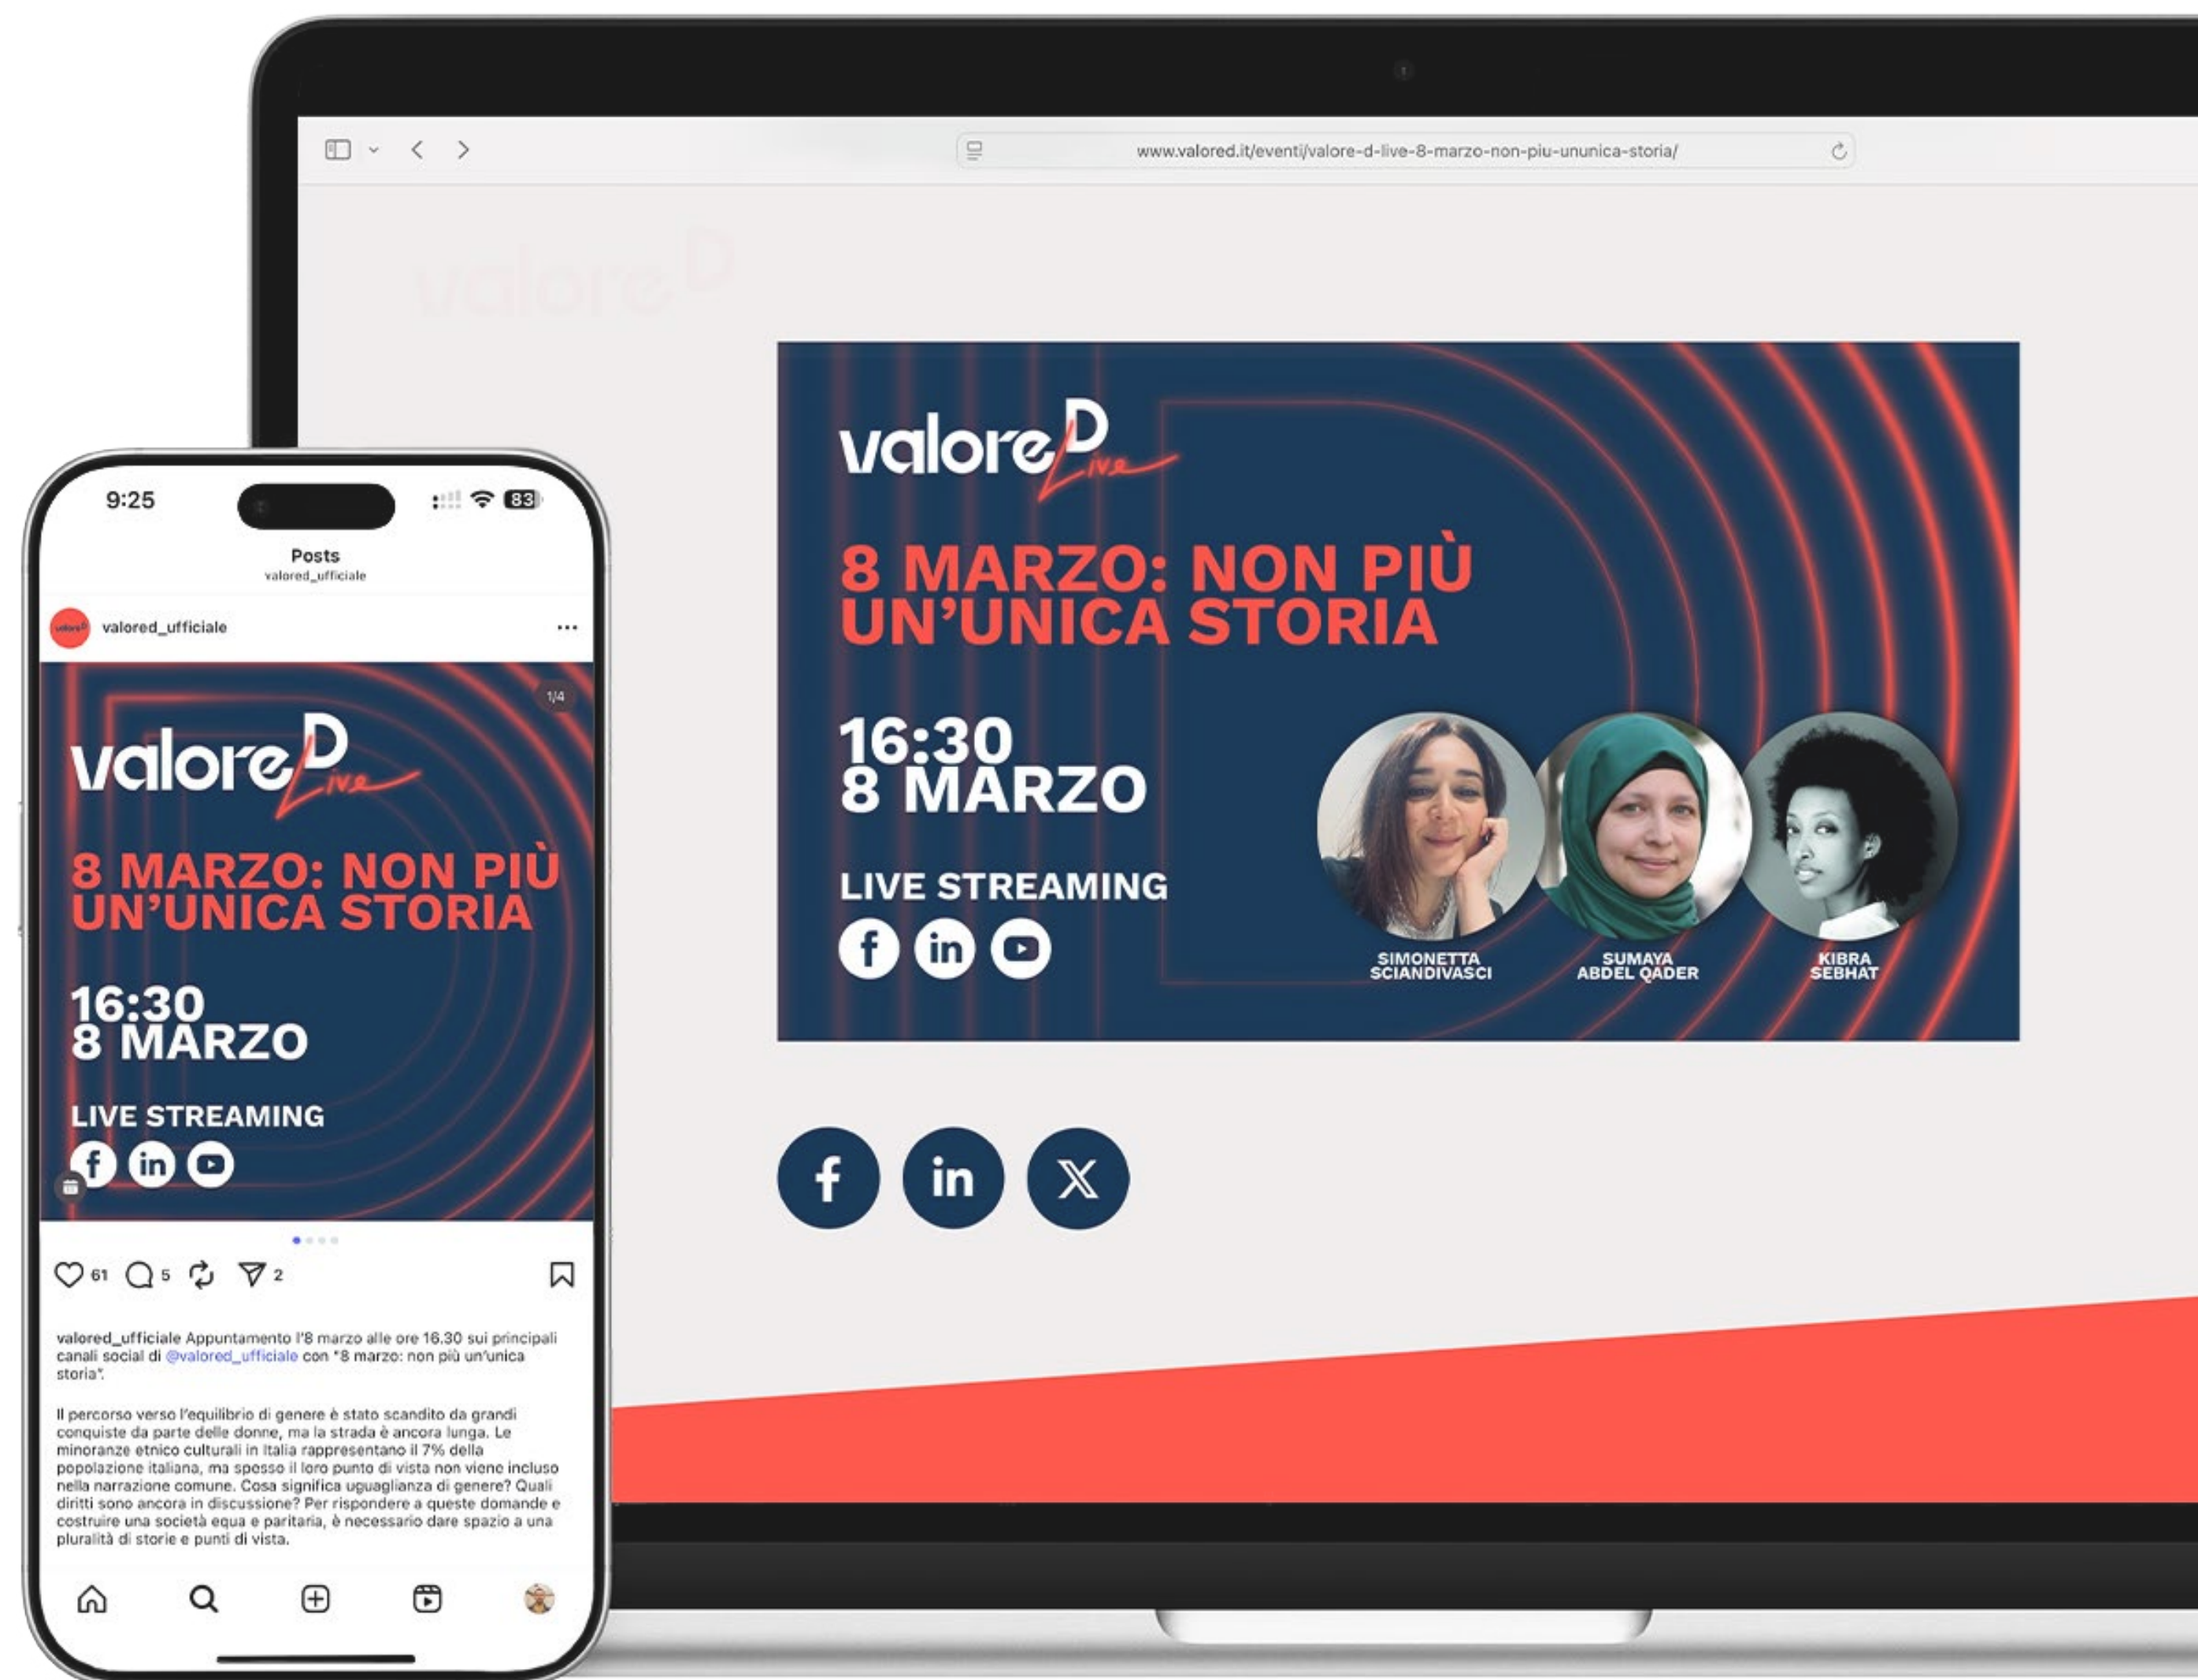 www.valored.it/eventi/valore-d-live-8-marzo-non-piu-ununica-storia/
valore D
valore D
Live
8 MARZO: NON PIÙ
UN’UNICA STORIA
16:30
8 MARZO
LIVE STREAMING
f in
SIMONETTA
SCIANDIVASCI
SUMAYA
ABDEL QADER
KIBRA
SEBHAT
f in X
9:25
83
Posts
valored_ufficiale
valore D
valored_ufficiale
1/4
valore D
Live
8 MARZO: NON PIÙ
UN’UNICA STORIA
16:30
8 MARZO
LIVE STREAMING
f in
61 5 2
valored_ufficiale Appuntamento l'8 marzo alle ore 16.30 sui principali
canali social di @valored_ufficiale con "8 marzo: non più un'unica
storia".
Il percorso verso l'equilibrio di genere è stato scandito da grandi
conquiste da parte delle donne, ma la strada è ancora lunga. Le
minoranze etnico culturali in Italia rappresentano il 7% della
popolazione italiana, ma spesso il loro punto di vista non viene incluso
nella narrazione comune. Cosa significa uguaglianza di genere? Quali
diritti sono ancora in discussione? Per rispondere a queste domande e
costruire una società equa e paritaria, è necessario dare spazio a una
pluralità di storie e punti di vista.